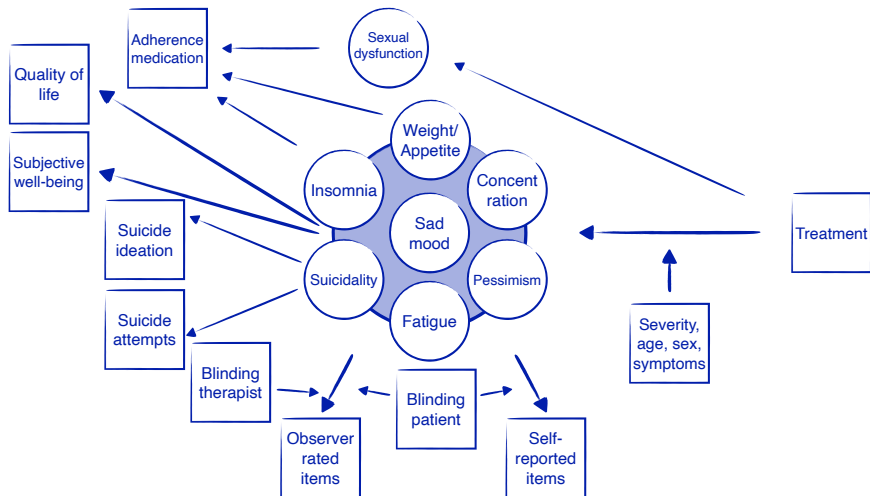 Adherence
medication
Sexual
dysfunction
Quality of
life
Weight/
Appetite
Subjective
well-being
Insomnia
Concent
ration
Suicide
ideation
Sad
mood
Treatment
Suicidality
Pessimism
Fatigue
Suicide
attempts
Severity,
age, sex,
symptoms
Blinding
therapist
Blinding
patient
Observer
rated
items
Self-
reported
items